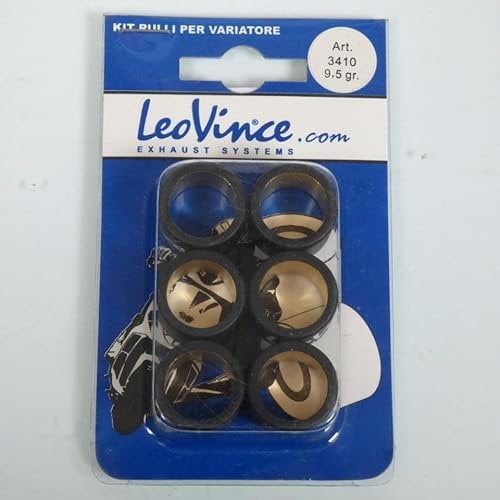 KIT RULLI PER VARIATORE
Art.
3410
9.5 gr.
LeoVince.com
EXHAUST SYSTEMS